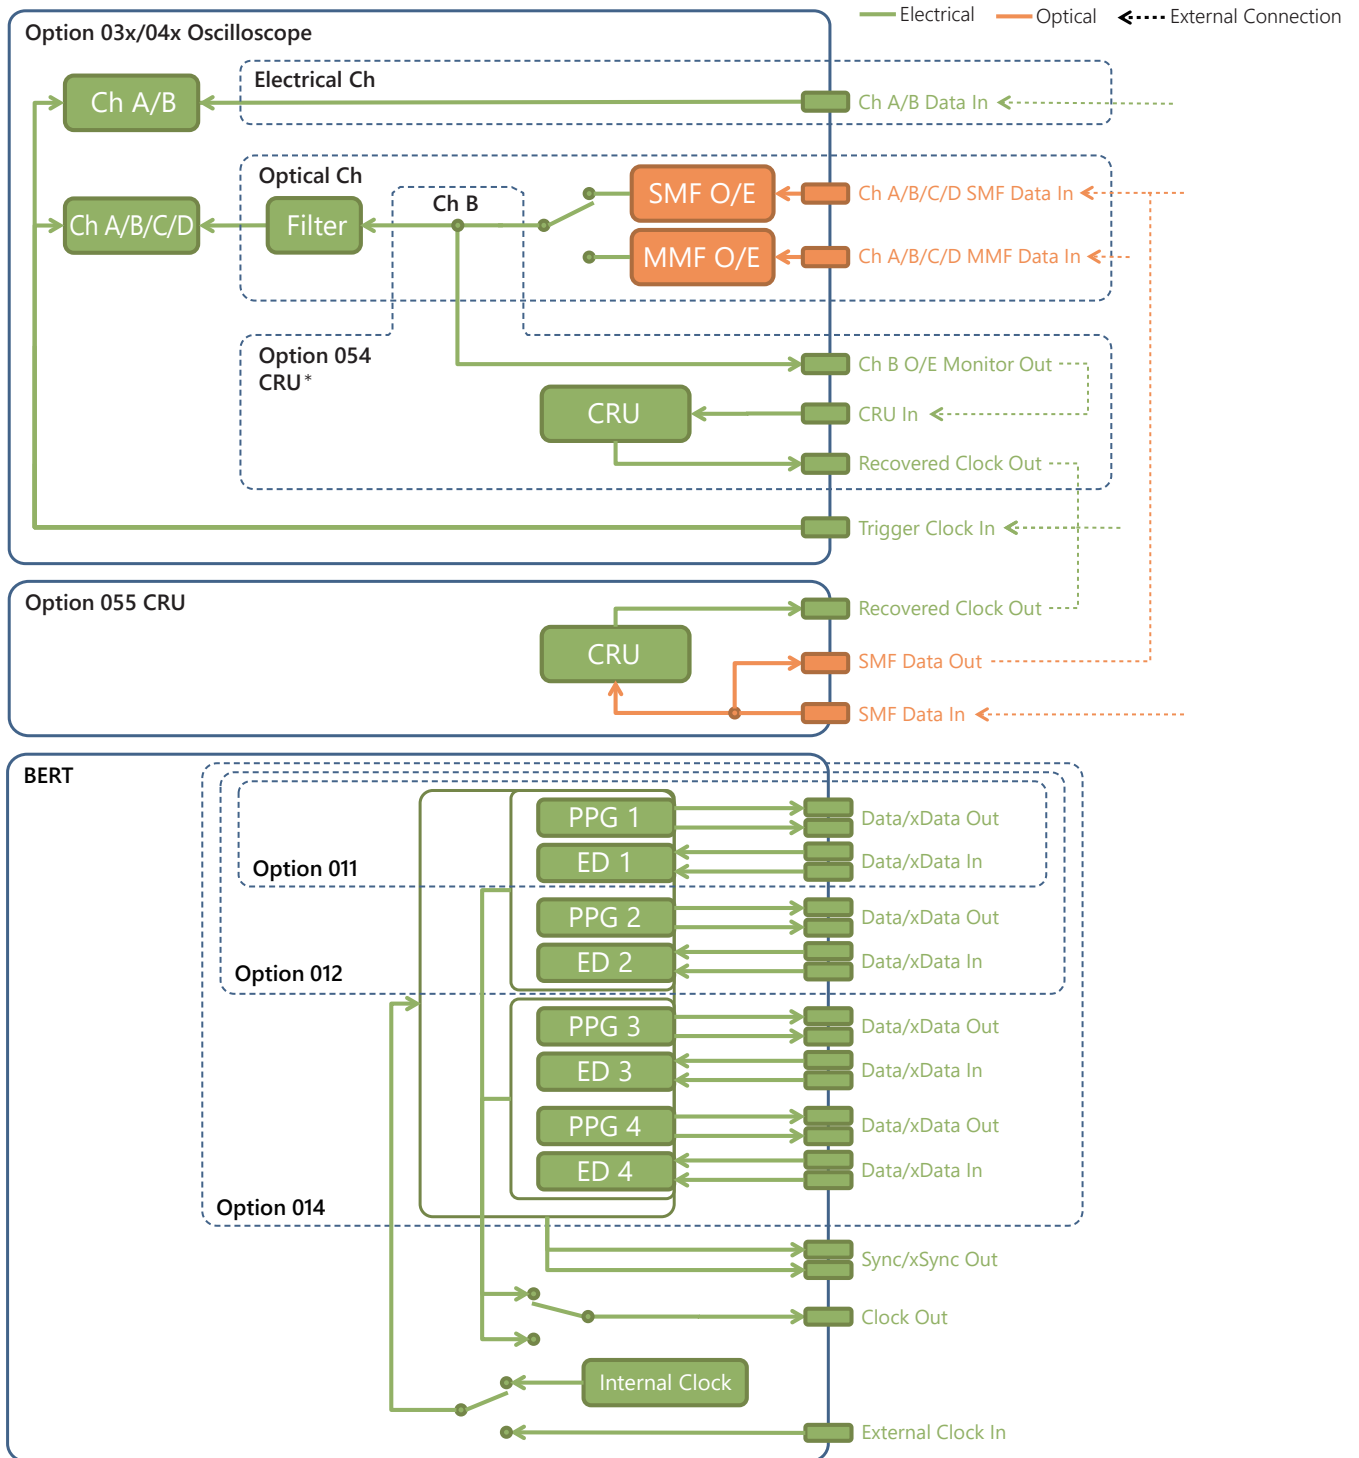 Electrical
Optical
External Connection
Option 03x/04x Oscilloscope
Electrical Ch
Ch A/B
Ch A/B Data In
Optical Ch
Ch B
SMF O/E
Ch A/B/C/D SMF Data In
Ch A/B/C/D
Filter
MMF O/E
Ch A/B/C/D MMF Data In
Option 054
CRU*
Ch B O/E Monitor Out
CRU
CRU In
Recovered Clock Out
Trigger Clock In
Option 055 CRU
Recovered Clock Out
CRU
SMF Data Out
SMF Data In
BERT
PPG 1
Data/xData Out
ED 1
Data/xData In
Option 011
PPG 2
Data/xData Out
ED 2
Data/xData In
Option 012
PPG 3
Data/xData Out
ED 3
Data/xData In
PPG 4
Data/xData Out
ED 4
Data/xData In
Option 014
Sync/xSync Out
Clock Out
Internal Clock
External Clock In